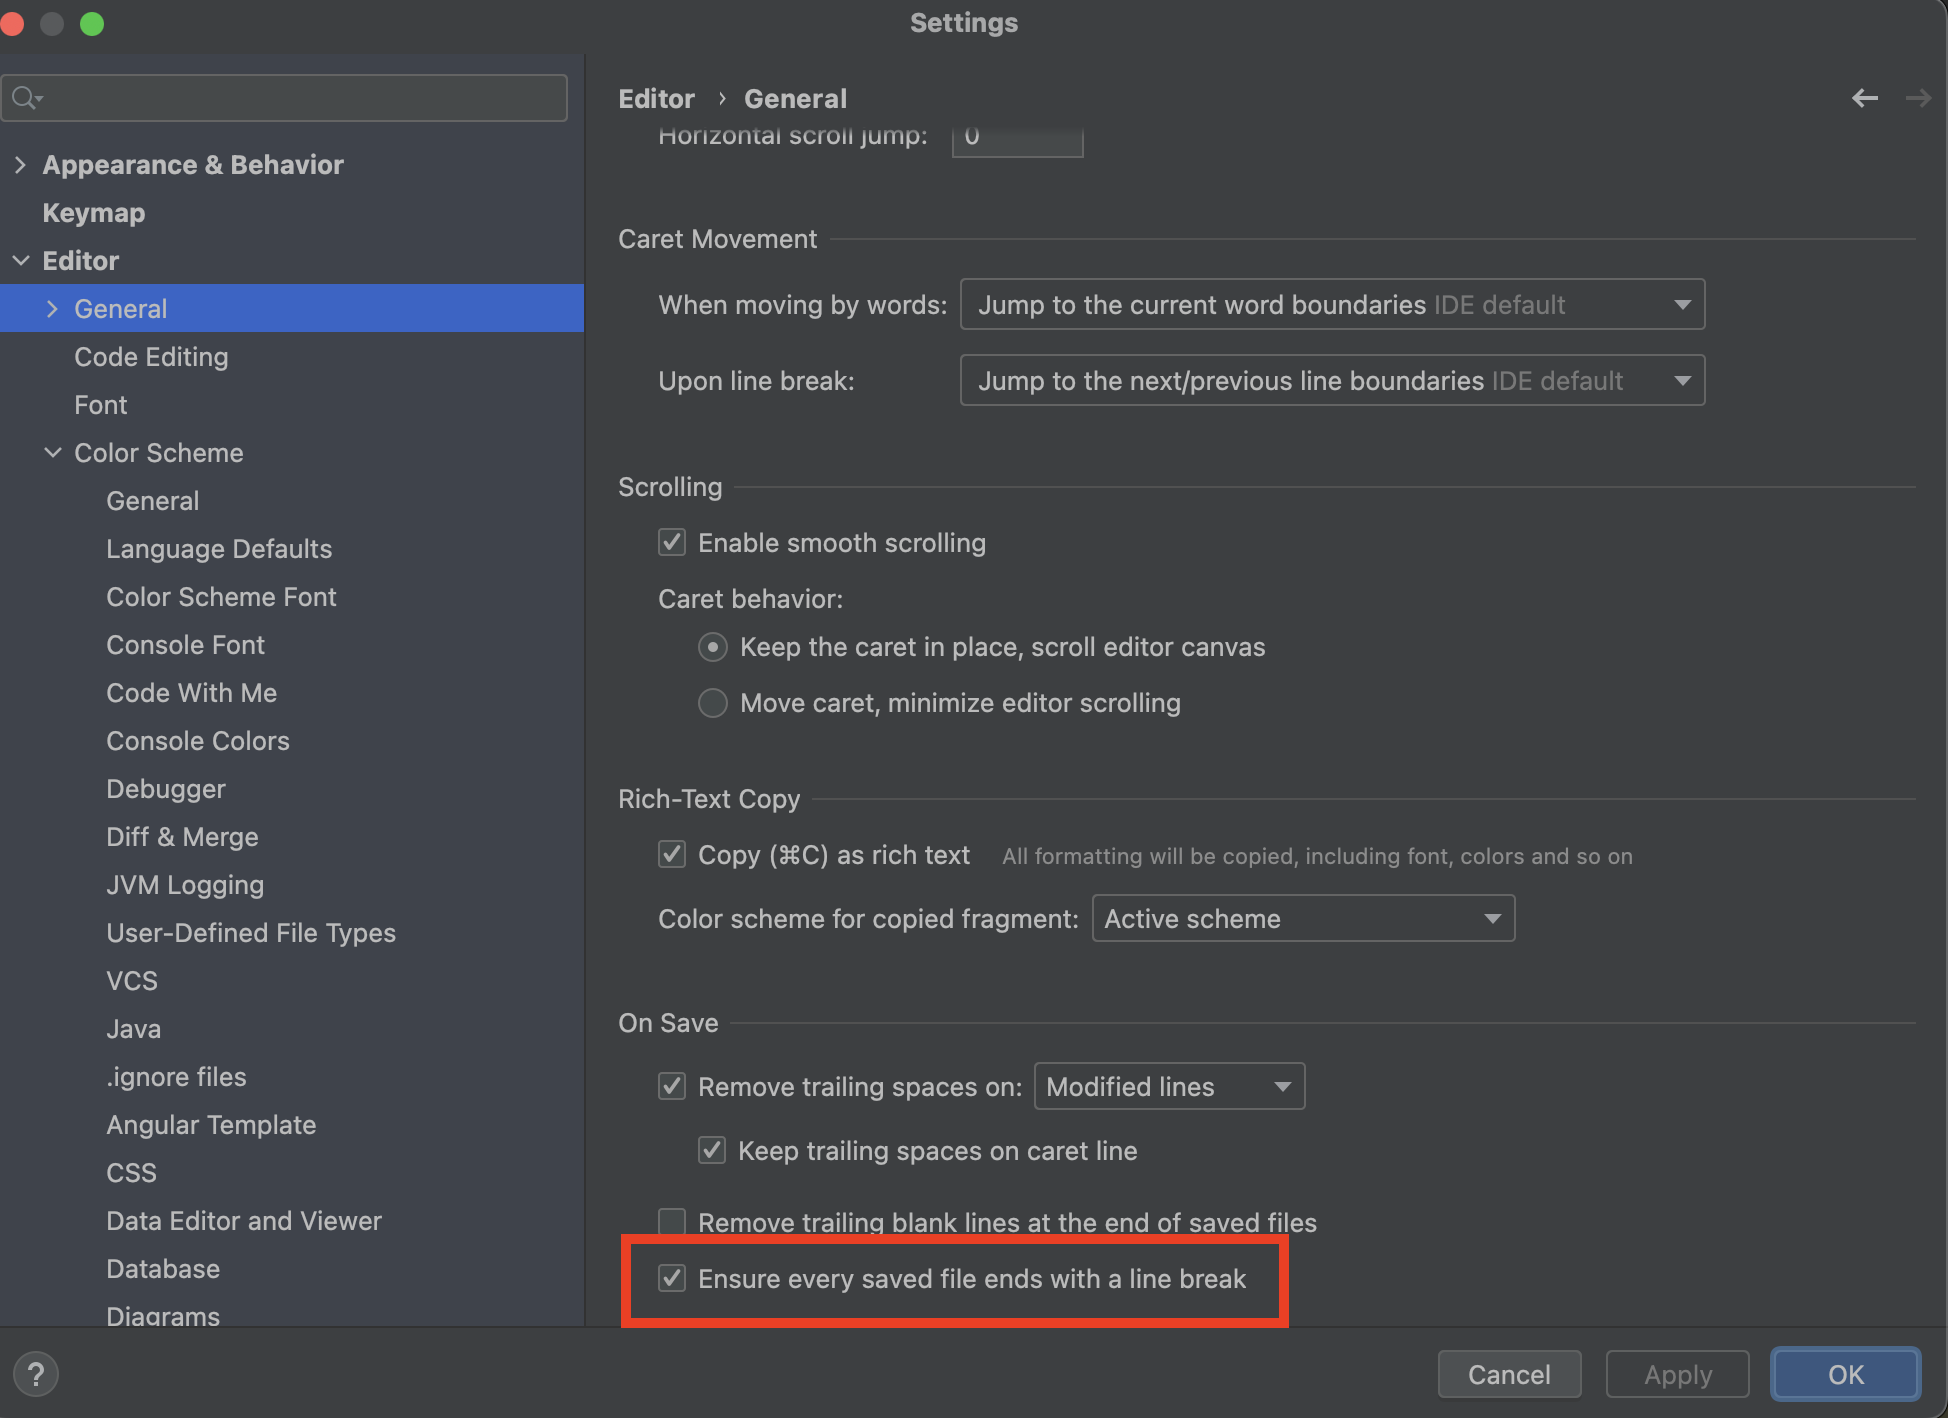 Settings
Appearance & Behavior
Keymap
Editor
General
Code Editing
Font
Color Scheme
General
Language Defaults
Color Scheme Font
Console Font
Code With Me
Console Colors
Debugger
Diff & Merge
JVM Logging
User-Defined File Types
VCS
Java
.ignore files
Angular Template
CSS
Data Editor and Viewer
Database
Diagrams
Editor › General
Horizontal scroll jump: 0
Caret Movement
When moving by words: Jump to the current word boundaries IDE default
Upon line break: Jump to the next/previous line boundaries IDE default
Scrolling
Enable smooth scrolling
Caret behavior:
Keep the caret in place, scroll editor canvas
Move caret, minimize editor scrolling
Rich-Text Copy
Copy (⌘C) as rich text All formatting will be copied, including font, colors and so on
Color scheme for copied fragment: Active scheme
On Save
Remove trailing spaces on: Modified lines
Keep trailing spaces on caret line
Remove trailing blank lines at the end of saved files
Ensure every saved file ends with a line break
?
Cancel
Apply
OK